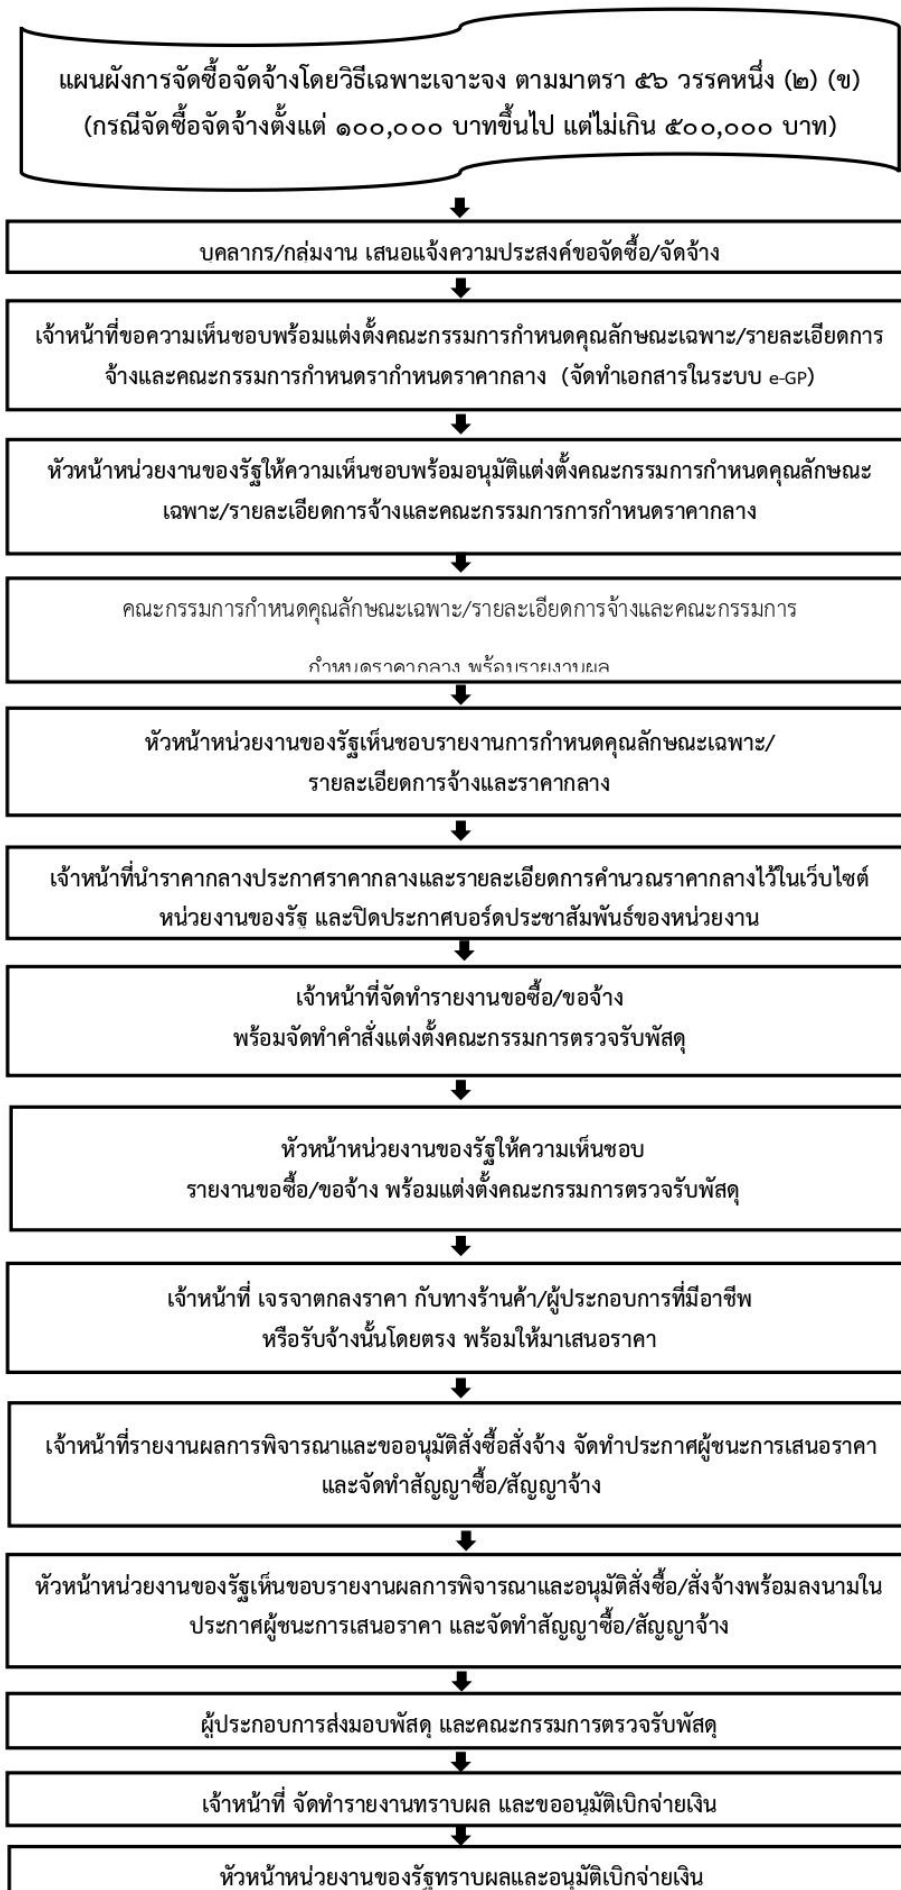 แผนผังการจัดซื้อจัดจ้างโดยวิธีเฉพาะเจาะจง ตามมาตรา ๕๖ วรรคหนึ่ง (๒) (ข)
(กรณีจัดซื้อจัดจ้างตั้งแต่ ๑๐๐,๐๐๐ บาทขึ้นไป แต่ไม่เกิน ๕๐๐,๐๐๐ บาท)
บุคลากร/กลุ่มงาน เสนอแจ้งความประสงค์ขอจัดซื้อ/จัดจ้าง
เจ้าหน้าที่ขอความเห็นชอบพร้อมแต่งตั้งคณะกรรมการกำหนดคุณลักษณะเฉพาะ/รายละเอียดการ
จ้างและคณะกรรมการกำหนดรากำหนดราคากลาง (จัดทำเอกสารในระบบ e-GP)
หัวหน้าหน่วยงานของรัฐให้ความเห็นชอบพร้อมอนุมัติแต่งตั้งคณะกรรมการกำหนดคุณลักษณะ
เฉพาะ/รายละเอียดการจ้างและคณะกรรมการการกำหนดราคากลาง
คณะกรรมการกำหนดคุณลักษณะเฉพาะ/รายละเอียดการจ้างและคณะกรรมการ
กำหนดราคากลาง พร้อมรายงานผล
หัวหน้าหน่วยงานของรัฐเห็นชอบรายงานการกำหนดคุณลักษณะเฉพาะ/
รายละเอียดการจ้างและราคากลาง
เจ้าหน้าที่นำราคากลางประกาศราคากลางและรายละเอียดการคำนวณราคากลางไว้ในเว็บไซต์
หน่วยงานของรัฐ และปิดประกาศบอร์ดประชาสัมพันธ์ของหน่วยงาน
เจ้าหน้าที่จัดทำรายงานขอซื้อ/ขอจ้าง
พร้อมจัดทำคำสั่งแต่งตั้งคณะกรรมการตรวจรับพัสดุ
หัวหน้าหน่วยงานของรัฐให้ความเห็นชอบ
รายงานขอซื้อ/ขอจ้าง พร้อมแต่งตั้งคณะกรรมการตรวจรับพัสดุ
เจ้าหน้าที่ เจรจาตกลงราคา กับทางร้านค้า/ผู้ประกอบการที่มีอาชีพ
หรือรับจ้างนั้นโดยตรง พร้อมให้มาเสนอราคา
เจ้าหน้าที่รายงานผลการพิจารณาและขออนุมัติสั่งซื้อสั่งจ้าง จัดทำประกาศผู้ชนะการเสนอราคา
และจัดทำสัญญาซื้อ/สัญญาจ้าง
หัวหน้าหน่วยงานของรัฐเห็นขอบรายงานผลการพิจารณาและอนุมัติสั่งซื้อ/สั่งจ้างพร้อมลงนามใน
ประกาศผู้ชนะการเสนอราคา และจัดทำสัญญาซื้อ/สัญญาจ้าง
ผู้ประกอบการส่งมอบพัสดุ และคณะกรรมการตรวจรับพัสดุ
เจ้าหน้าที่ จัดทำรายงานทราบผล และขออนุมัติเบิกจ่ายเงิน
หัวหน้าหน่วยงานของรัฐทราบผลและอนุมัติเบิกจ่ายเงิน